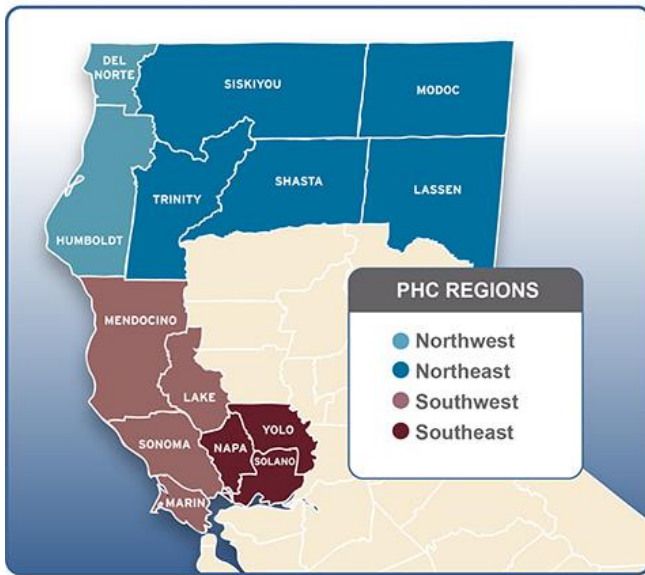 DEL
NORTE
SISKIYOU
MODOC
TRINITY
SHASTA
LASSEN
HUMBOLDT
MENDOCINO
LAKE
SONOMA
NAPA
YOLO
SOLANO
MARIN
PHC REGIONS
Northwest
Northeast
Southwest
Southeast